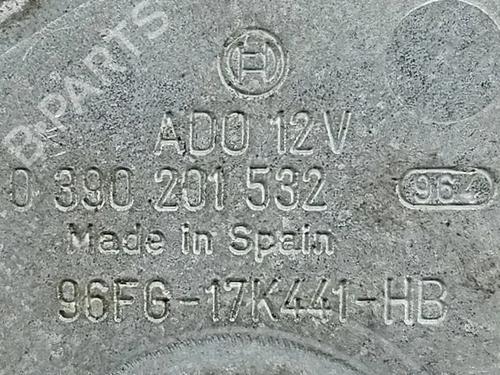 B-PARTS
H
ADO 12V
0 390 201 532
964
Made in Spain
96FG-17K441-HB